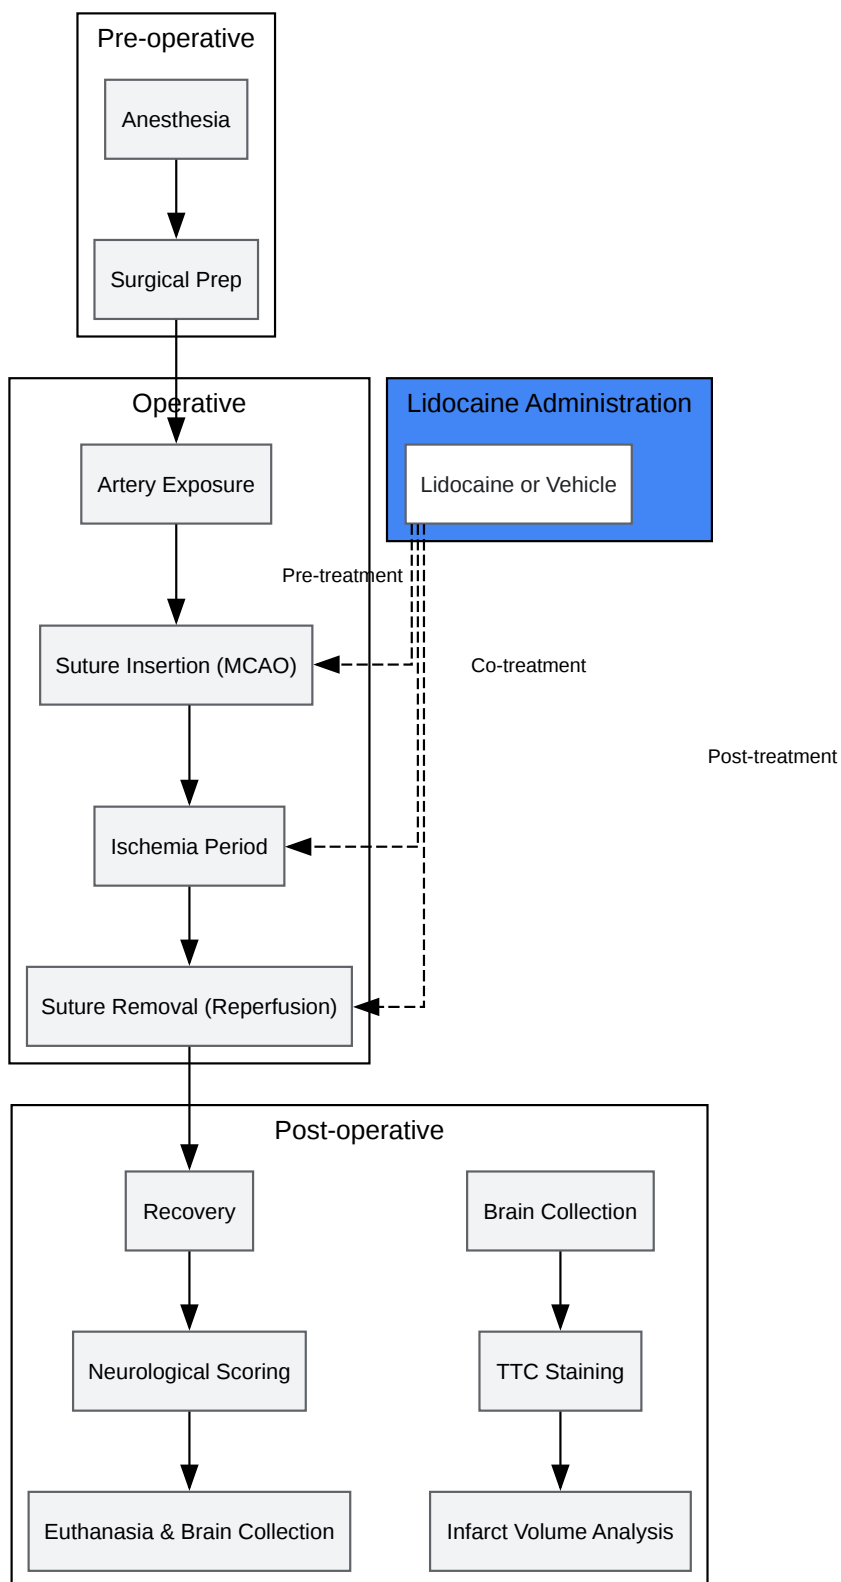 Pre-operative
Anesthesia
Surgical Prep
Operative
Lidocaine Administration
Artery Exposure
Lidocaine or Vehicle
Pre-treatment
Suture Insertion (MCAO)
Co-treatment
Post-treatment
Ischemia Period
Suture Removal (Reperfusion)
Post-operative
Recovery
Brain Collection
Neurological Scoring
TTC Staining
Euthanasia & Brain Collection
Infarct Volume Analysis